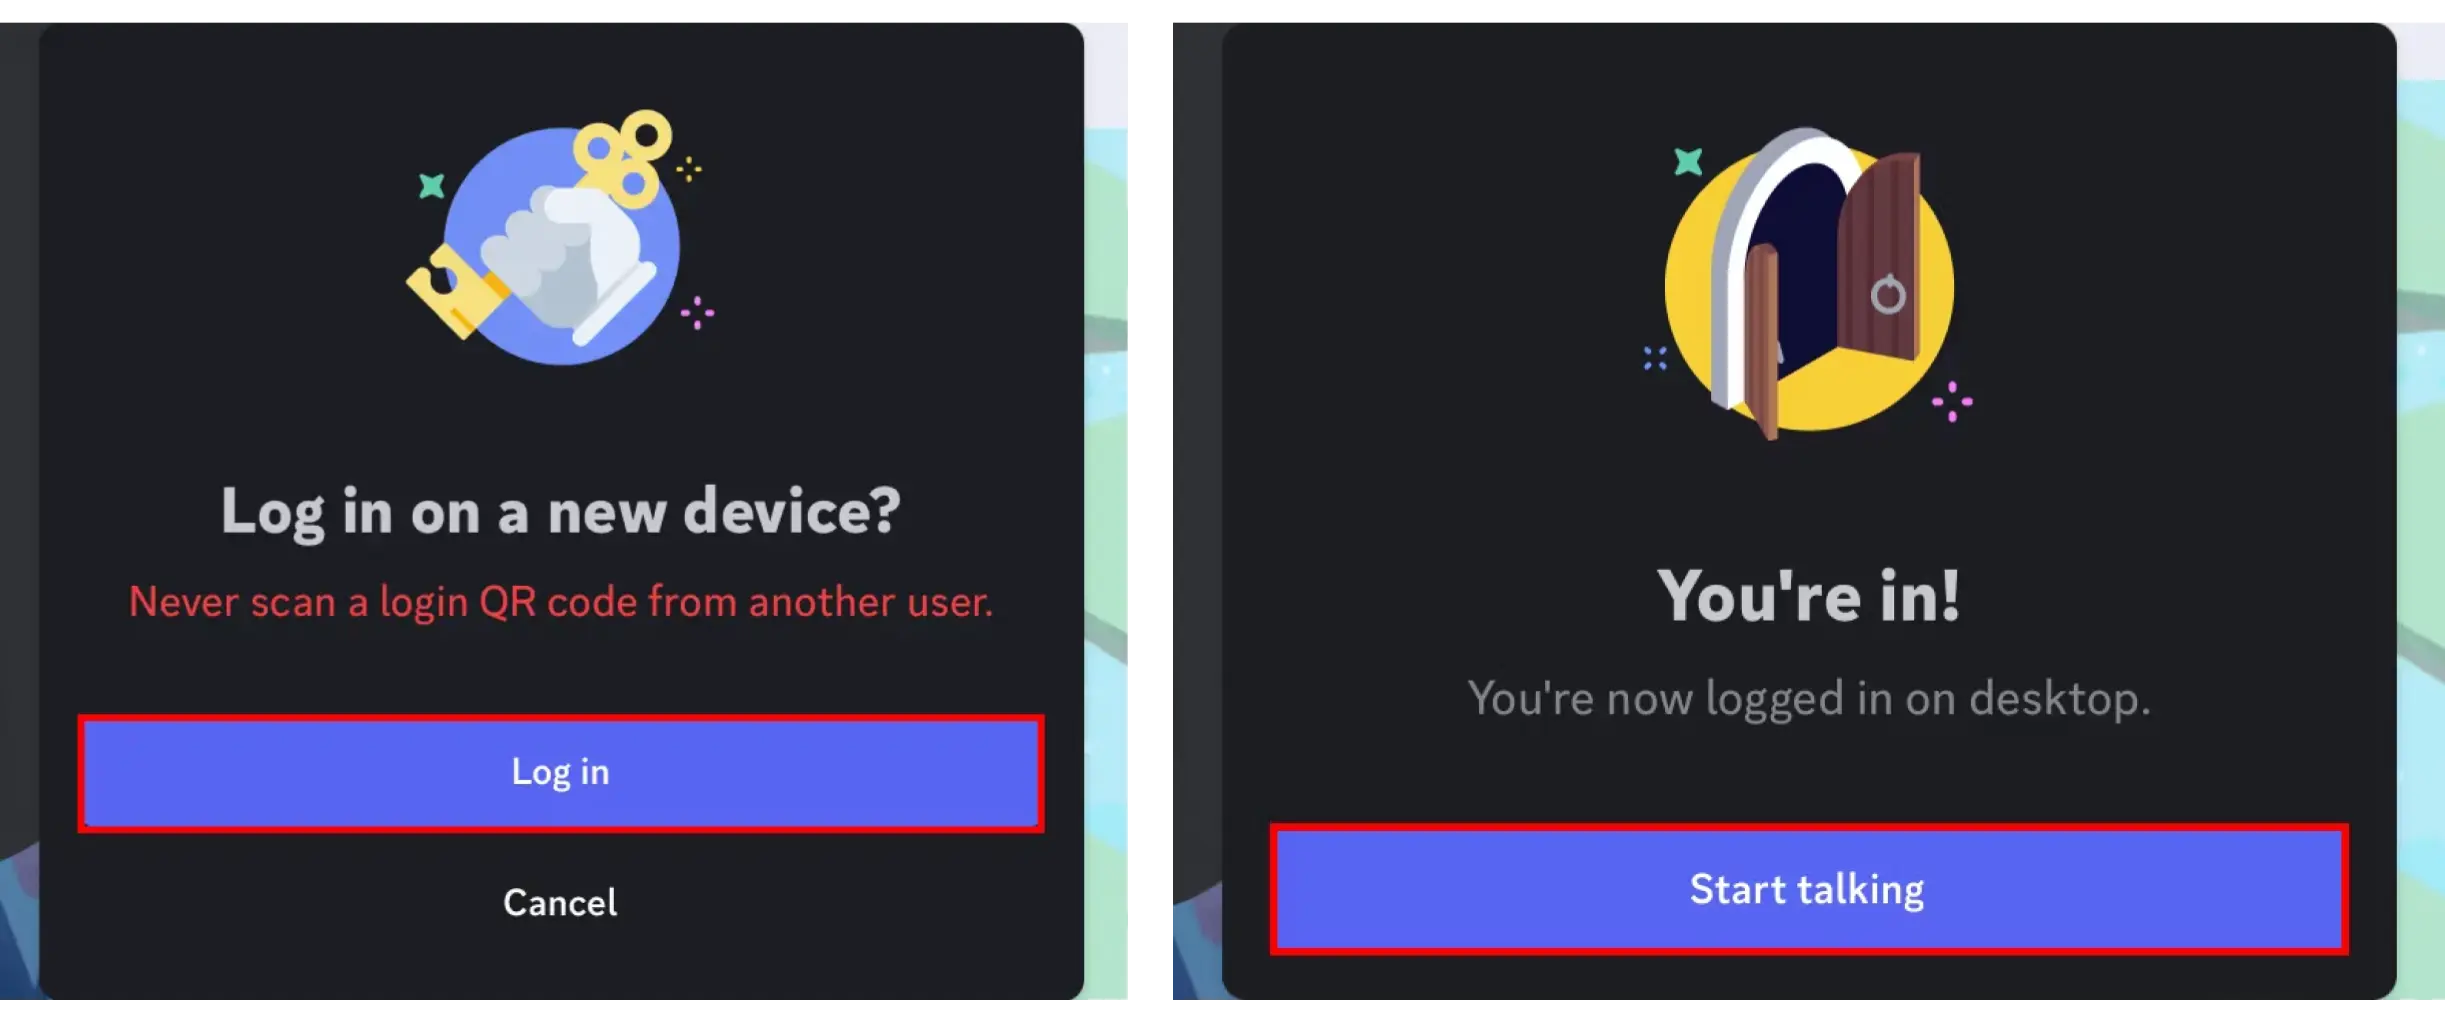 Log in on a new device?
Never scan a login QR code from another user.
Log in
Cancel
You're in!
You're now logged in on desktop.
Start talking